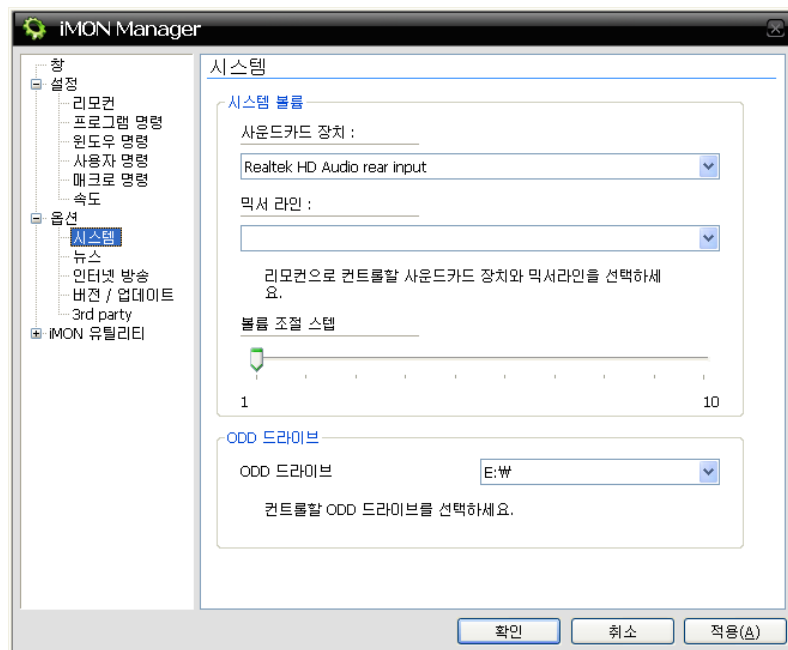 iMON Manager
창
설정
리모컨
프로그램 명령
윈도우 명령
사용자 명령
매크로 명령
속도
옵션
시스템
뉴스
인터넷 방송
버젼 / 업데이트
3rd party
iMON 유틸리티
시스템
시스템 볼륨
사운드카드 장치 :
Realtek HD Audio rear input
믹서 라인 :
리모컨으로 컨트롤할 사운드카드 장치와 믹서라인을 선택하세
요.
볼륨 조절 스텝
1 10
ODD 드라이브
ODD 드라이브 E:₩
컨트롤할 ODD 드라이브를 선택하세요.
확인 취소 적용(A)